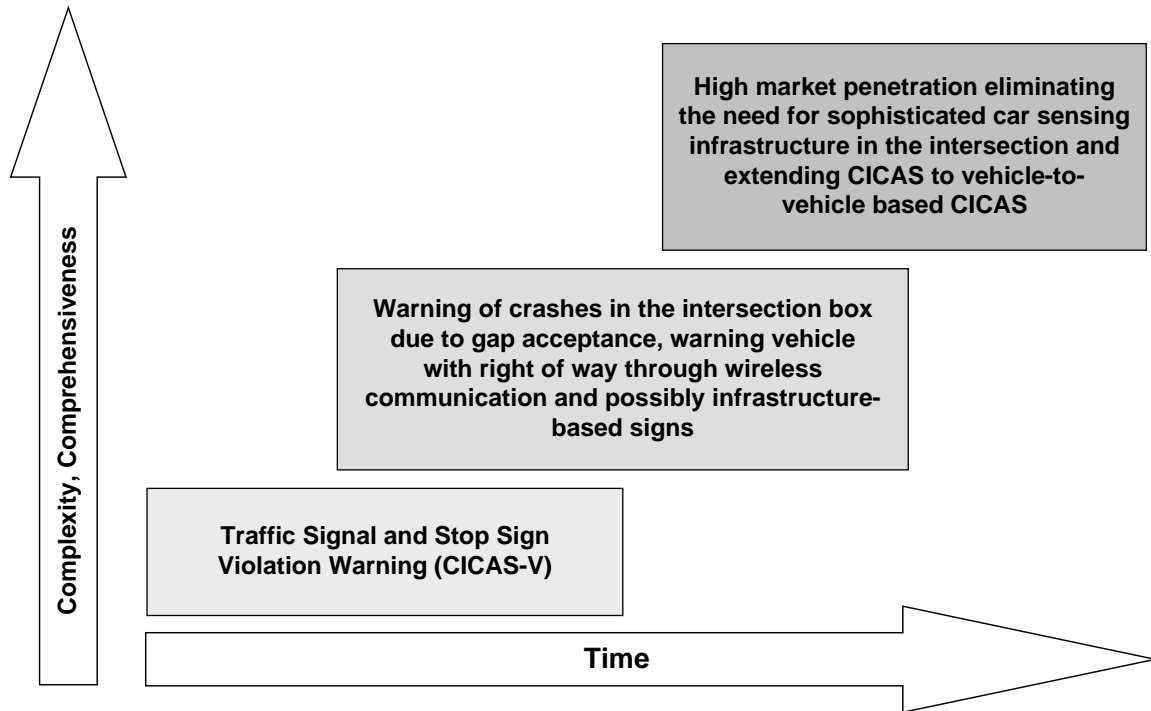 High market penetration eliminating
the need for sophisticated car sensing
infrastructure in the intersection and
extending CICAS to vehicle-to-
vehicle based CICAS
Warning of crashes in the intersection box
due to gap acceptance, warning vehicle
with right of way through wireless
communication and possibly infrastructure-
based signs
Traffic Signal and Stop Sign
Violation Warning (CICAS-V)
Complexity, Comprehensiveness
Time